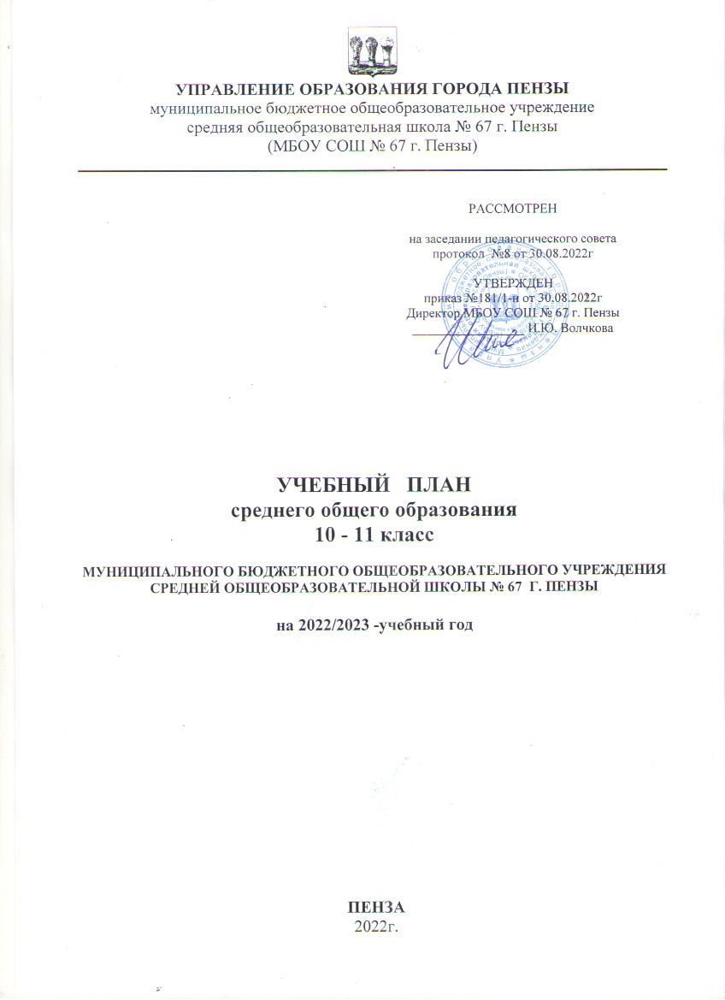 УПРАВЛЕНИЕ ОБРАЗОВАНИЯ ГОРОДА ПЕНЗЫ
муниципальное бюджетное общеобразовательное учреждение
средняя общеобразовательная школа № 67 г. Пензы
(МБОУ СОШ № 67 г. Пензы)
РАССМОТРЕН
на заседании педагогического совета
протокол №8 от 30.08.2022г
УТВЕРЖДЕН
приказ №181/1-п от 30.08.2022г
Директор МБОУ СОШ № 67 г. Пензы
И.Ю. Волчкова
УЧЕБНЫЙ ПЛАН
среднего общего образования
10 - 11 класс
МУНИЦИПАЛЬНОГО БЮДЖЕТНОГО ОБЩЕОБРАЗОВАТЕЛЬНОГО УЧРЕЖДЕНИЯ
СРЕДНЕЙ ОБЩЕОБРАЗОВАТЕЛЬНОЙ ШКОЛЫ № 67 Г. ПЕНЗЫ
на 2022/2023 -учебный год
ПЕНЗА
2022г.